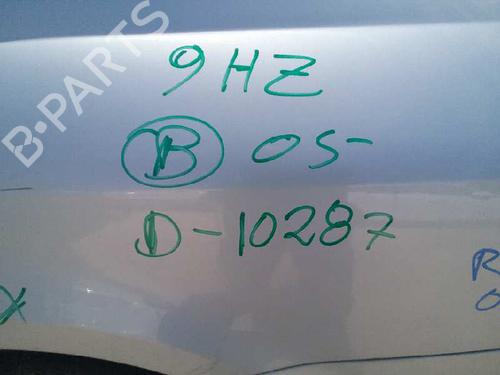 B-PARTS
9HZ
B 05-
D-10287
R
X